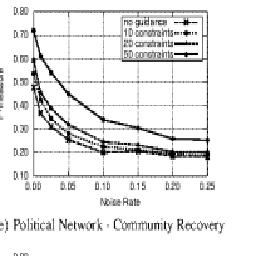 0.80
0.70
0.60
0.50
0.40
0.30
0.20
0.10
no guidance
10 constraints
20 constraints
50 constraints
0.00 0.05 0.10 0.15 0.20 0.25
Noise Rate
e) Political Network - Community Recovery